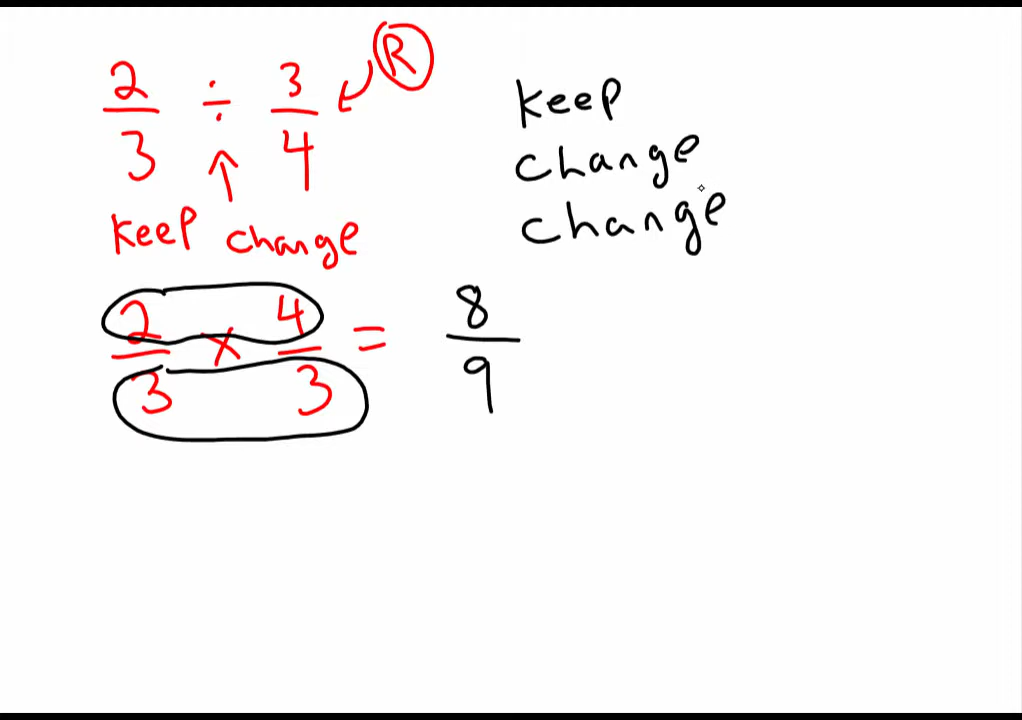 2/3 ÷ 3/4 R
keep change
2/3 × 4/3 = 8/9
keep
change
change